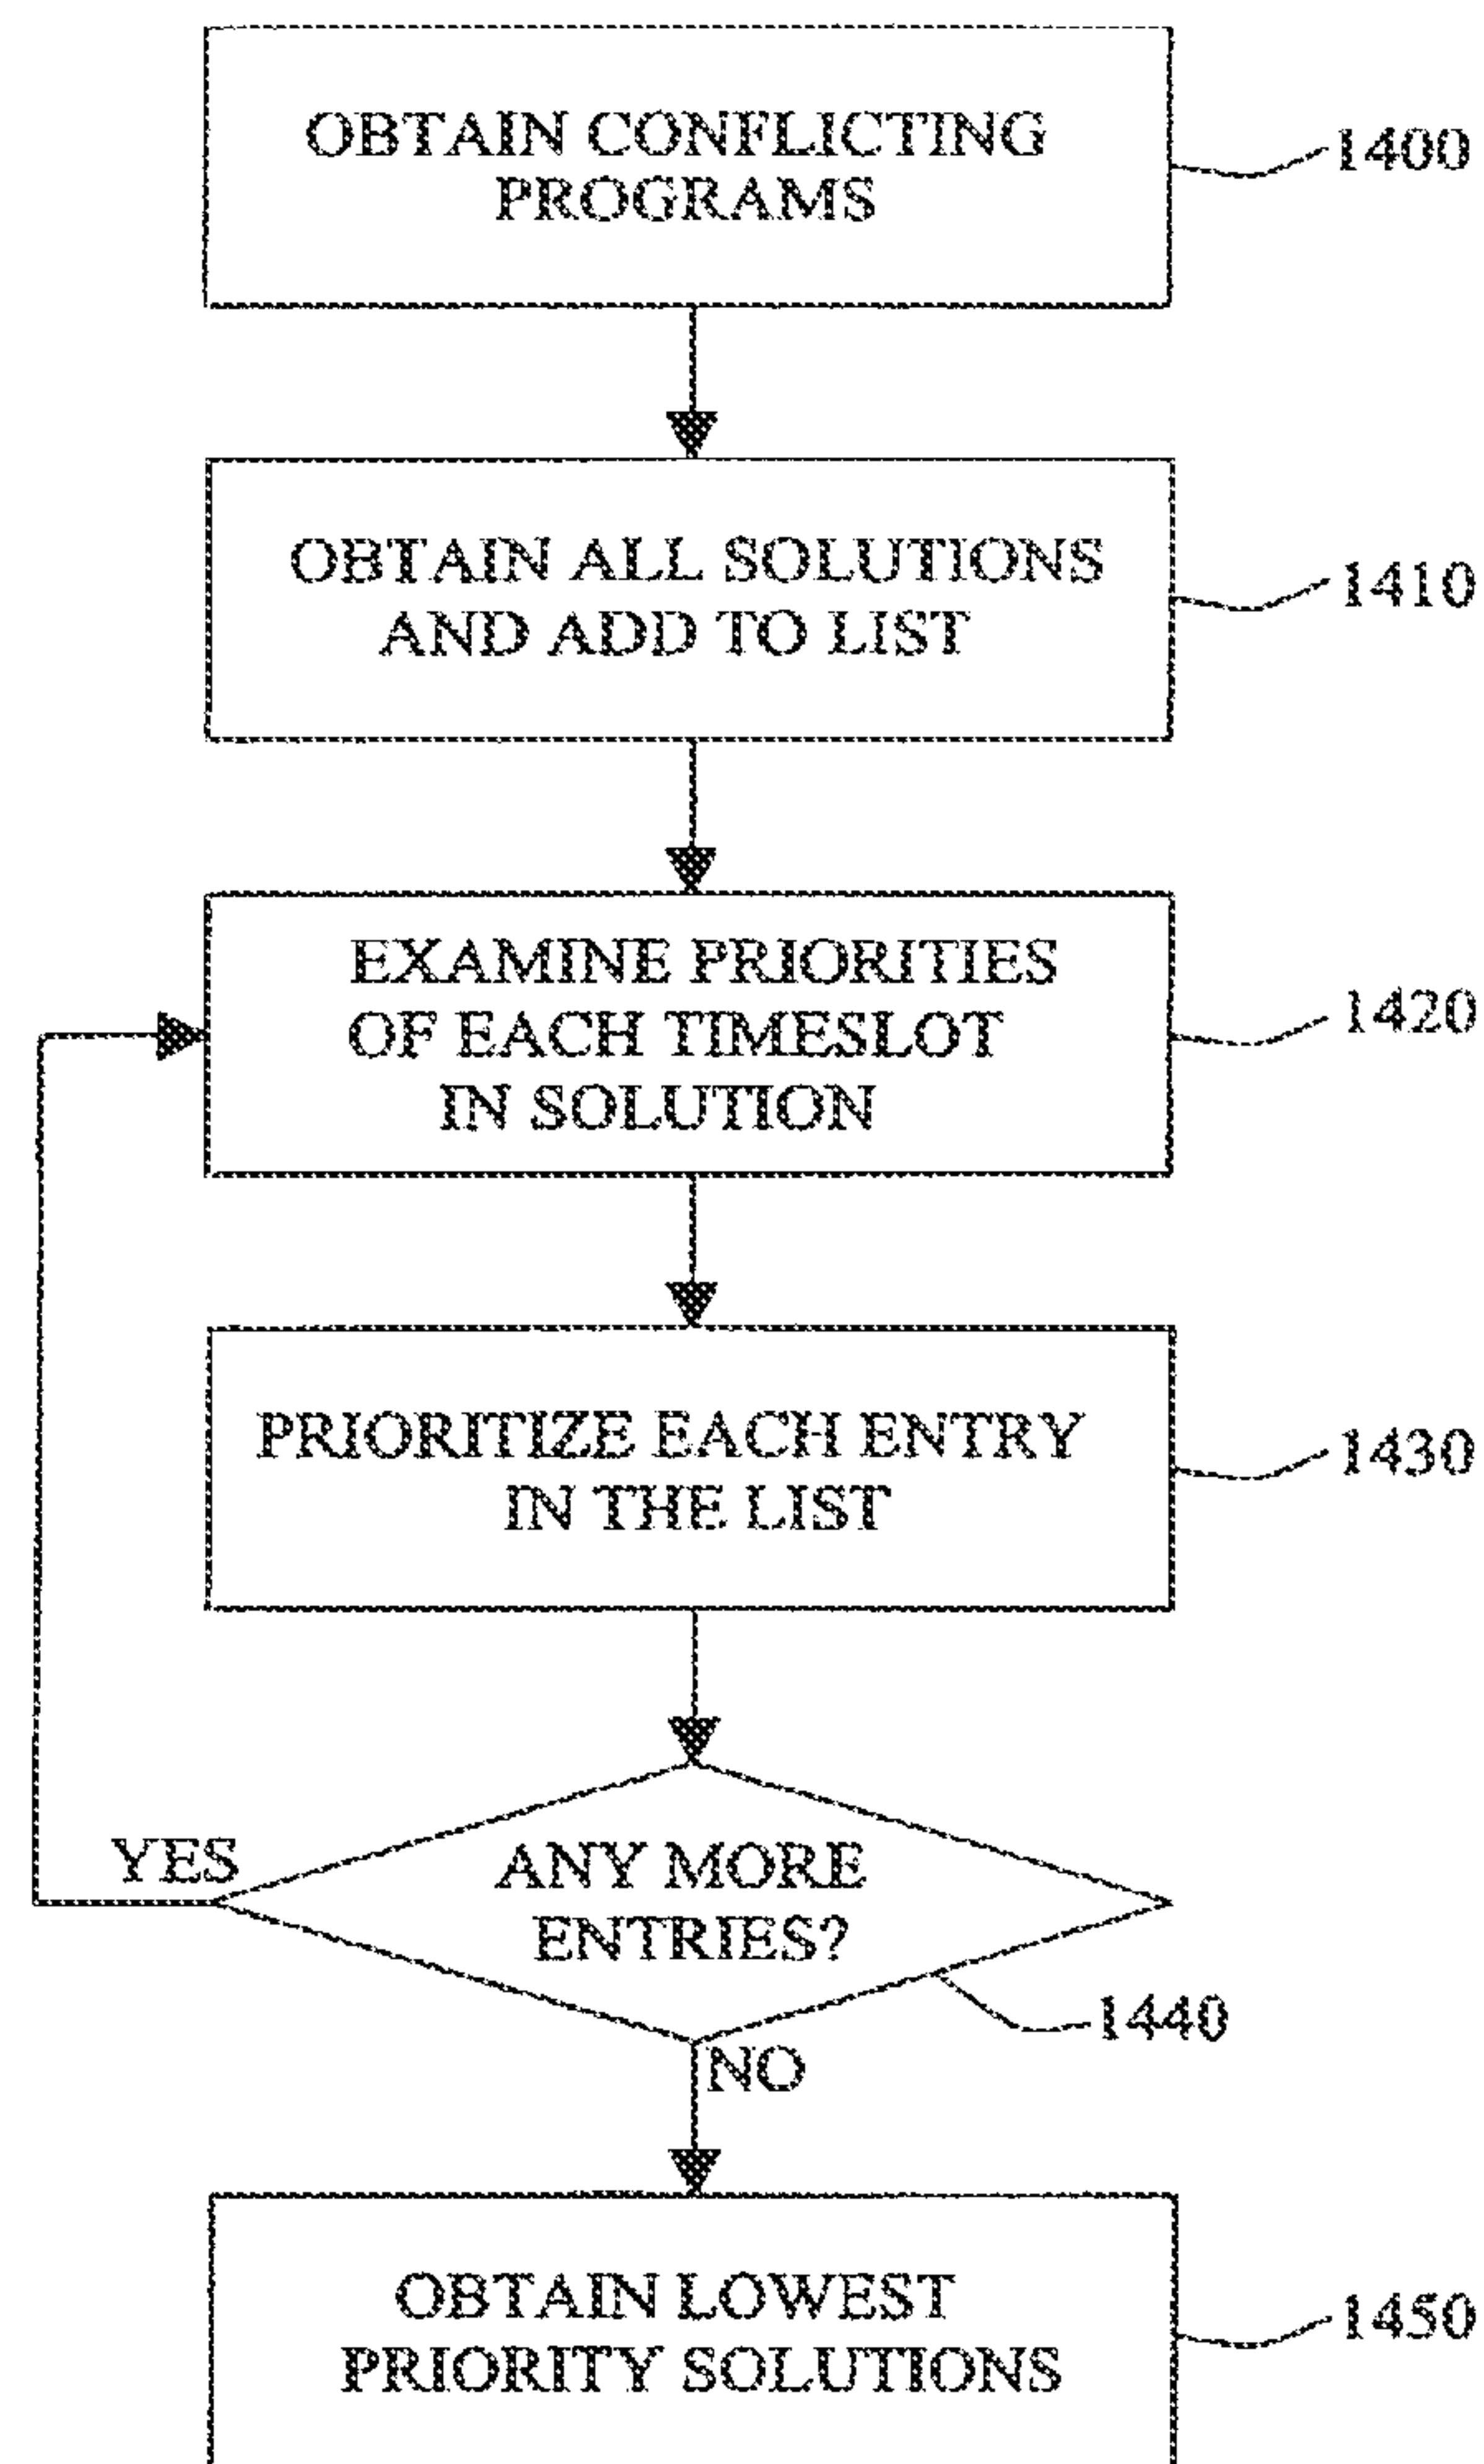 OBTAIN CONFLICTING
PROGRAMS
1400
OBTAIN ALL SOLUTIONS
AND ADD TO LIST
1410
EXAMINE PRIORITIES
OF EACH TIMESLOT
IN SOLUTION
1420
PRIORITIZE EACH ENTRY
IN THE LIST
1430
YES
ANY MORE
ENTRIES?
1440
NO
OBTAIN LOWEST
PRIORITY SOLUTIONS
1450